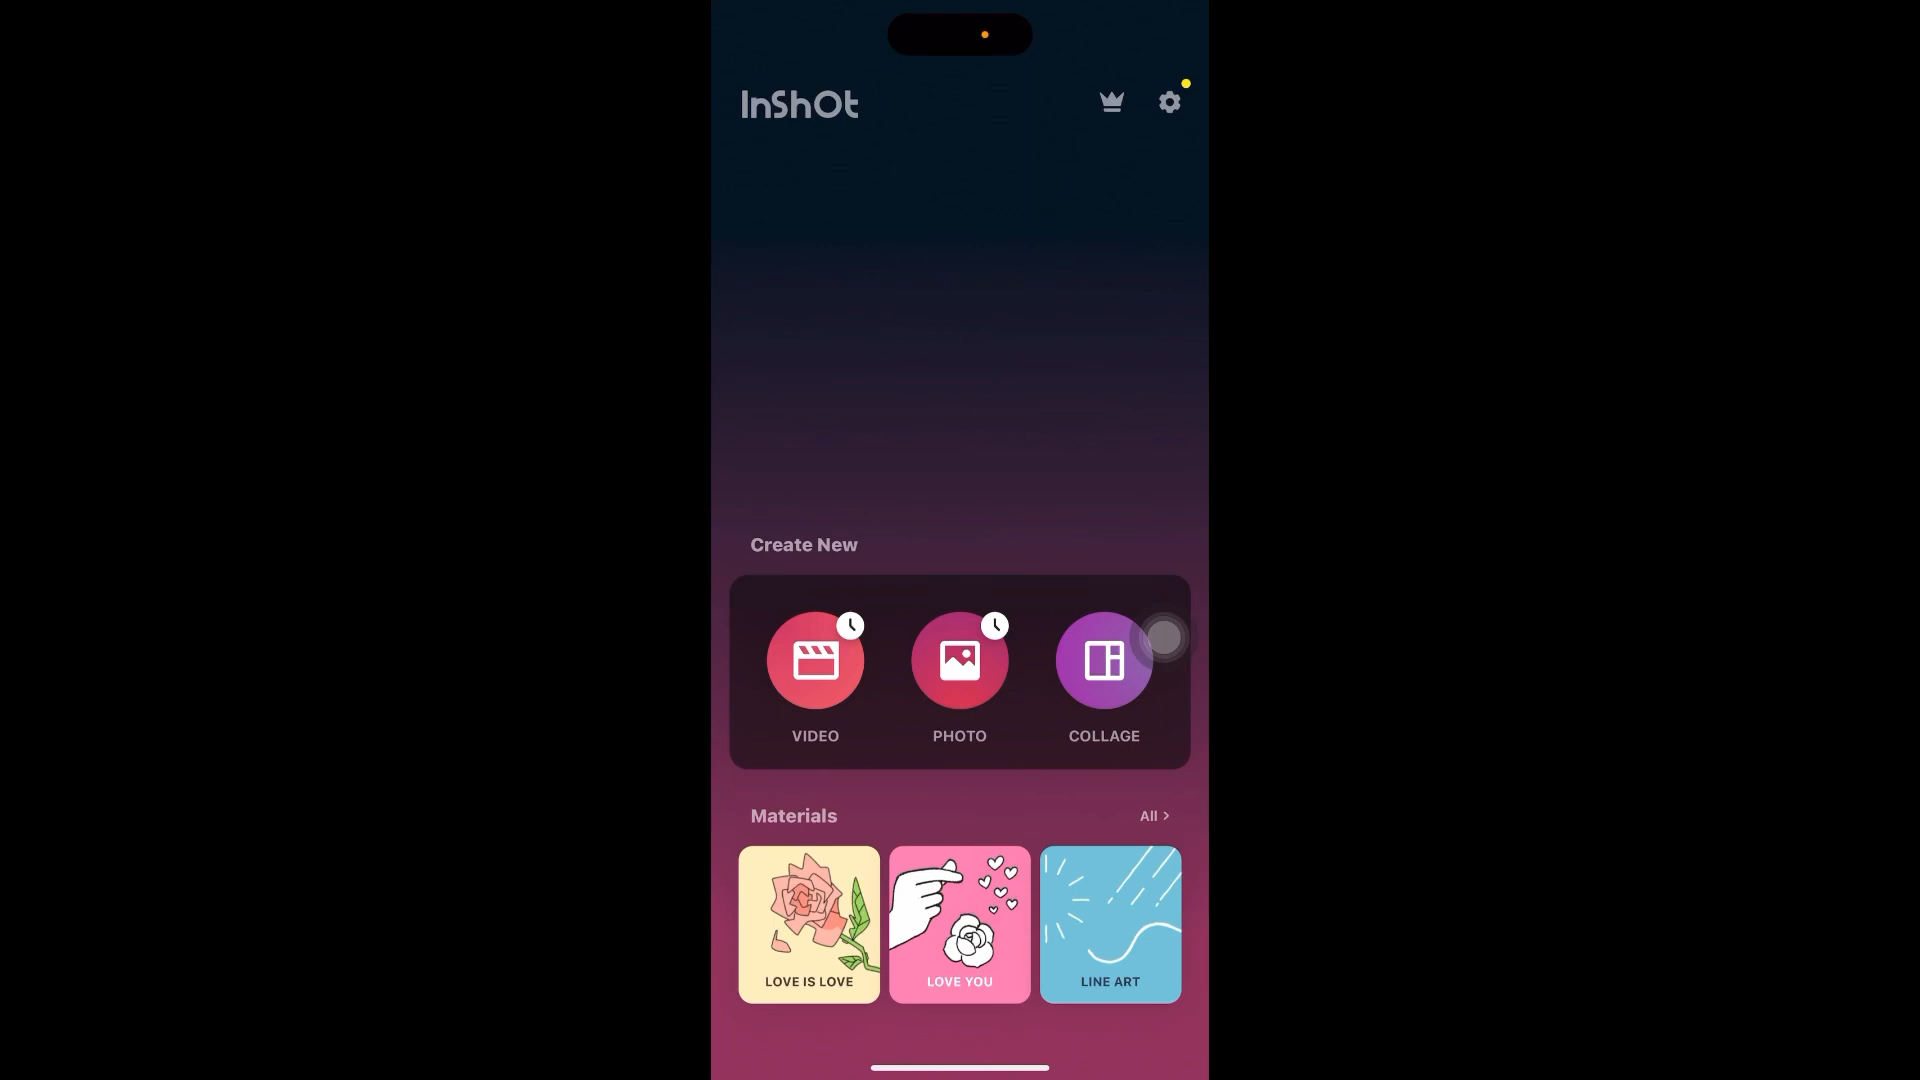 InShOt
Create New
VIDEO
PHOTO
COLLAGE
Materials
All >
LOVE IS LOVE
LOVE YOU
LINE ART